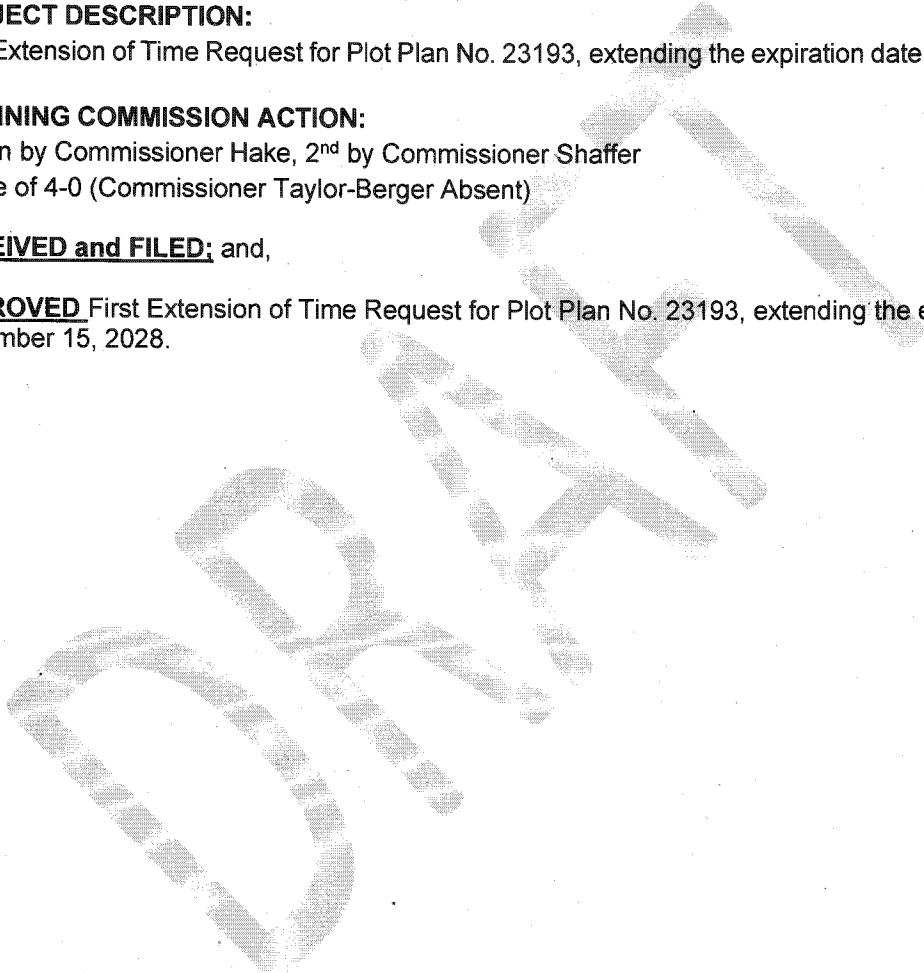 JECT DESCRIPTION:
Extension of Time Request for Plot Plan No. 23193, extending the expiration date
NING COMMISSION ACTION:
n by Commissioner Hake, 2nd by Commissioner Shaffer
e of 4-0 (Commissioner Taylor-Berger Absent)
EIVED and FILED; and,
ROVED First Extension of Time Request for Plot Plan No. 23193, extending the e
mber 15, 2028.
DRAFT